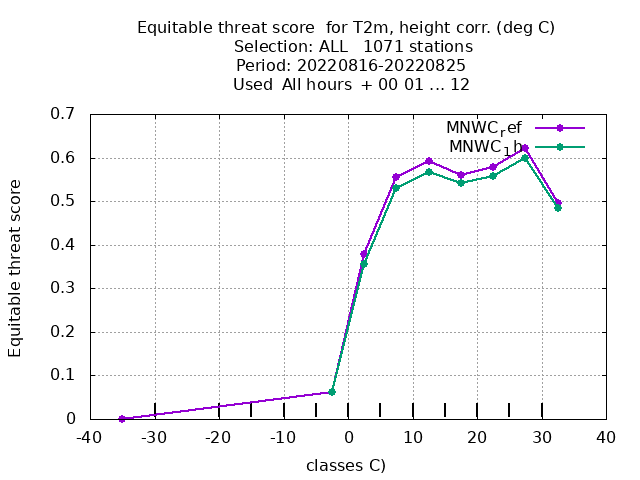 Equitable threat score  for T2m, height corr. (deg C)
Selection: ALL   1071 stations
Period: 20220816-20220825
Used  All hours  + 00 01 ... 12
Equitable threat score
0.7
0.6
0.5
0.4
0.3
0.2
0.1
0
MNWCref
MNWC1h
-40 -30 -20 -10 0 10 20 30 40
classes C)